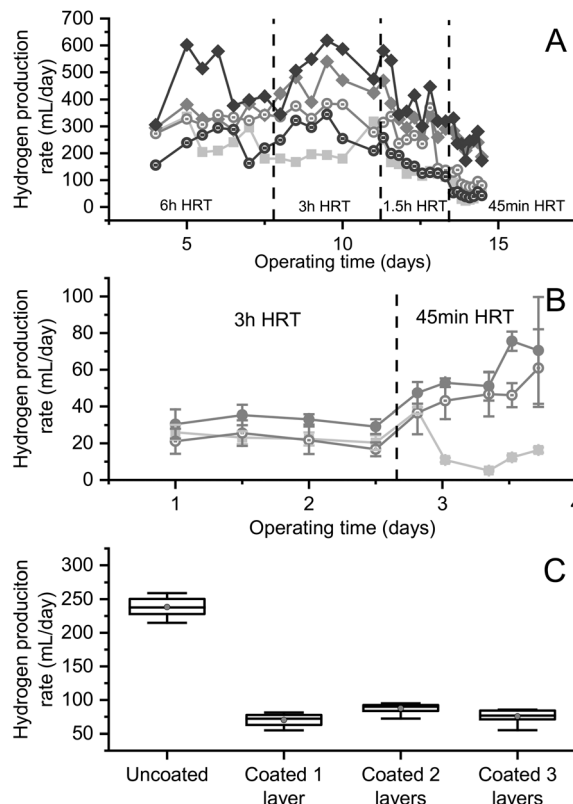 A
Hydrogen production
rate (mL/day)
700
600
500
400
300
200
100
0
6h HRT
3h HRT
1.5h HRT
45min HRT
5
10
15
Operating time (days)
B
Hydrogen production
rate (mL/day)
100
80
60
40
20
0
3h HRT
45min HRT
1
2
3
4
Operating time (days)
C
Hydrogen produciton
rate (mL/day)
300
250
200
150
100
50
Uncoated
Coated 1
layer
Coated 2
layers
Coated 3
layers